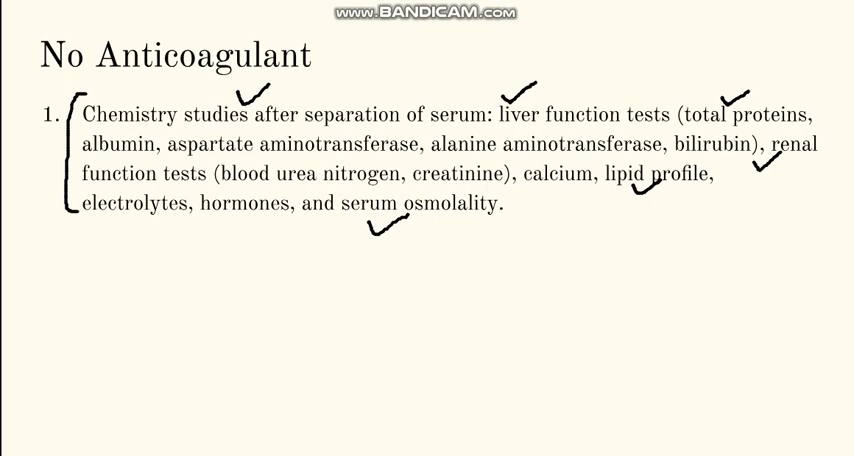 www.BANDICAM.com
No Anticoagulant
1. Chemistry studies after separation of serum: liver function tests (total proteins,
albumin, aspartate aminotransferase, alanine aminotransferase, bilirubin), renal
function tests (blood urea nitrogen, creatinine), calcium, lipid profile,
electrolytes, hormones, and serum osmolality.